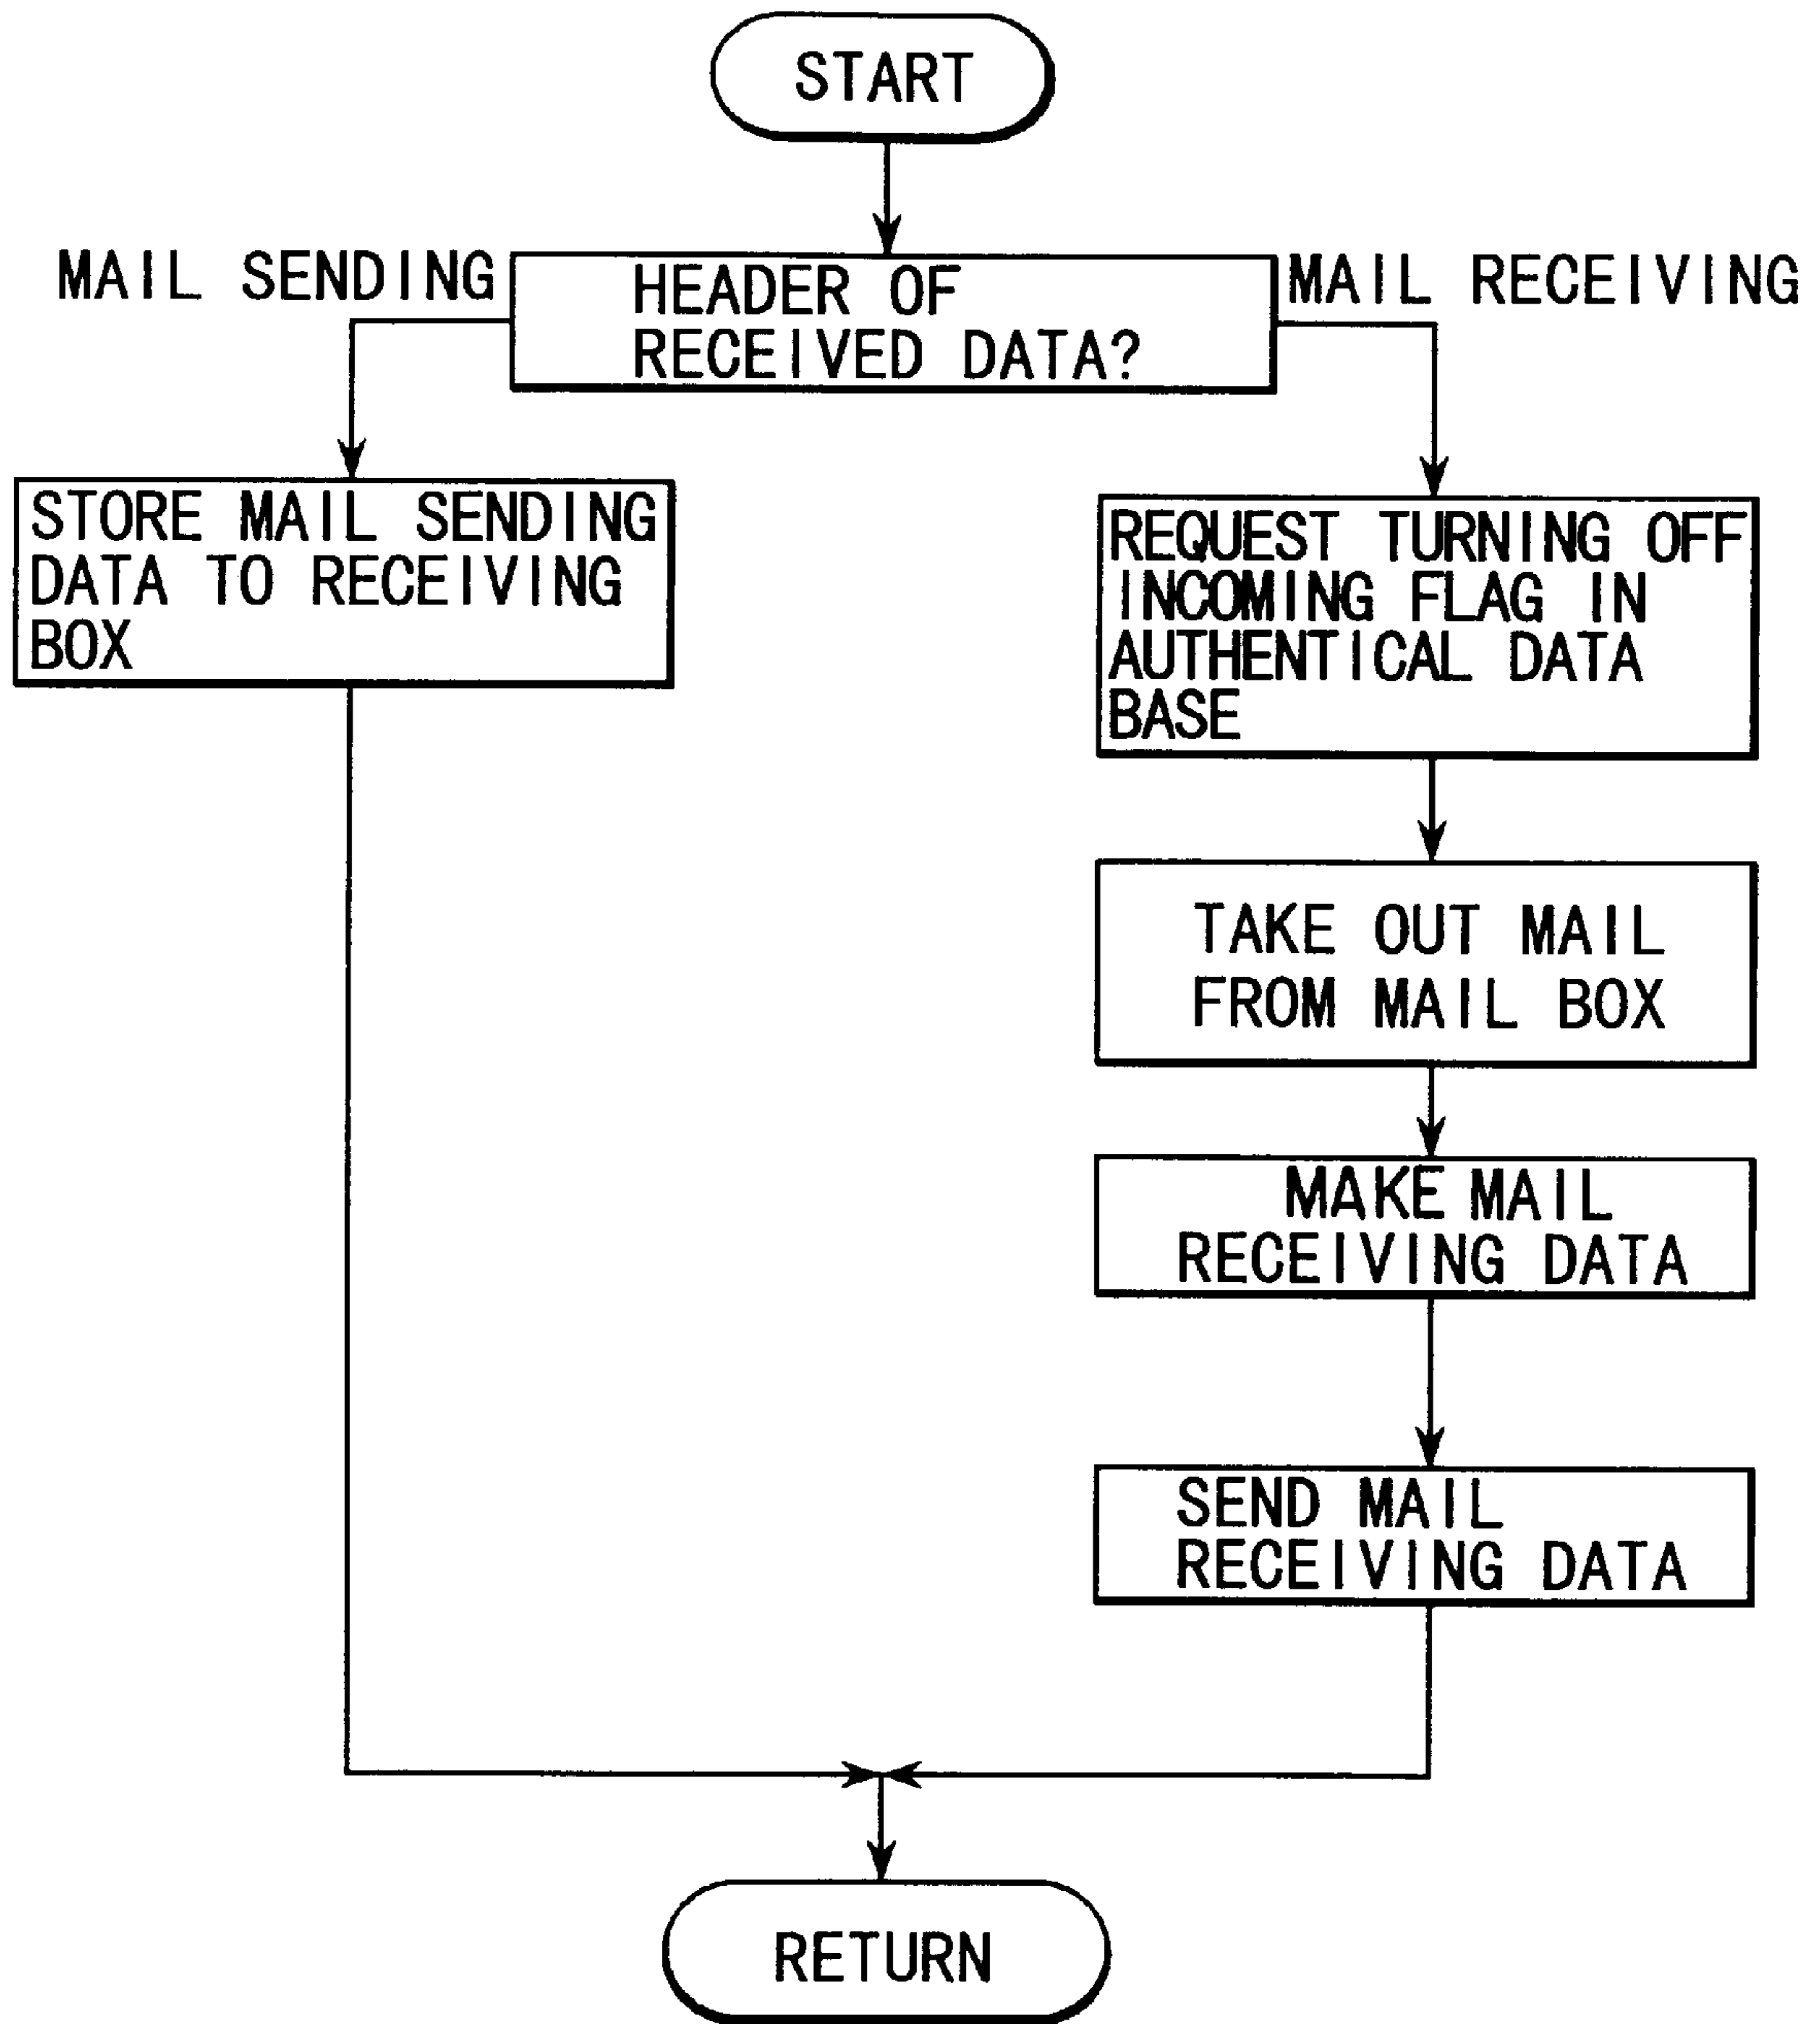 START
MAIL SENDING
HEADER OF
RECEIVED DATA?
MAIL RECEIVING
STORE MAIL SENDING
DATA TO RECEIVING
BOX
REQUEST TURNING OFF
INCOMING FLAG IN
AUTHENTICAL DATA
BASE
TAKE OUT MAIL
FROM MAIL BOX
MAKE MAIL
RECEIVING DATA
SEND MAIL
RECEIVING DATA
RETURN